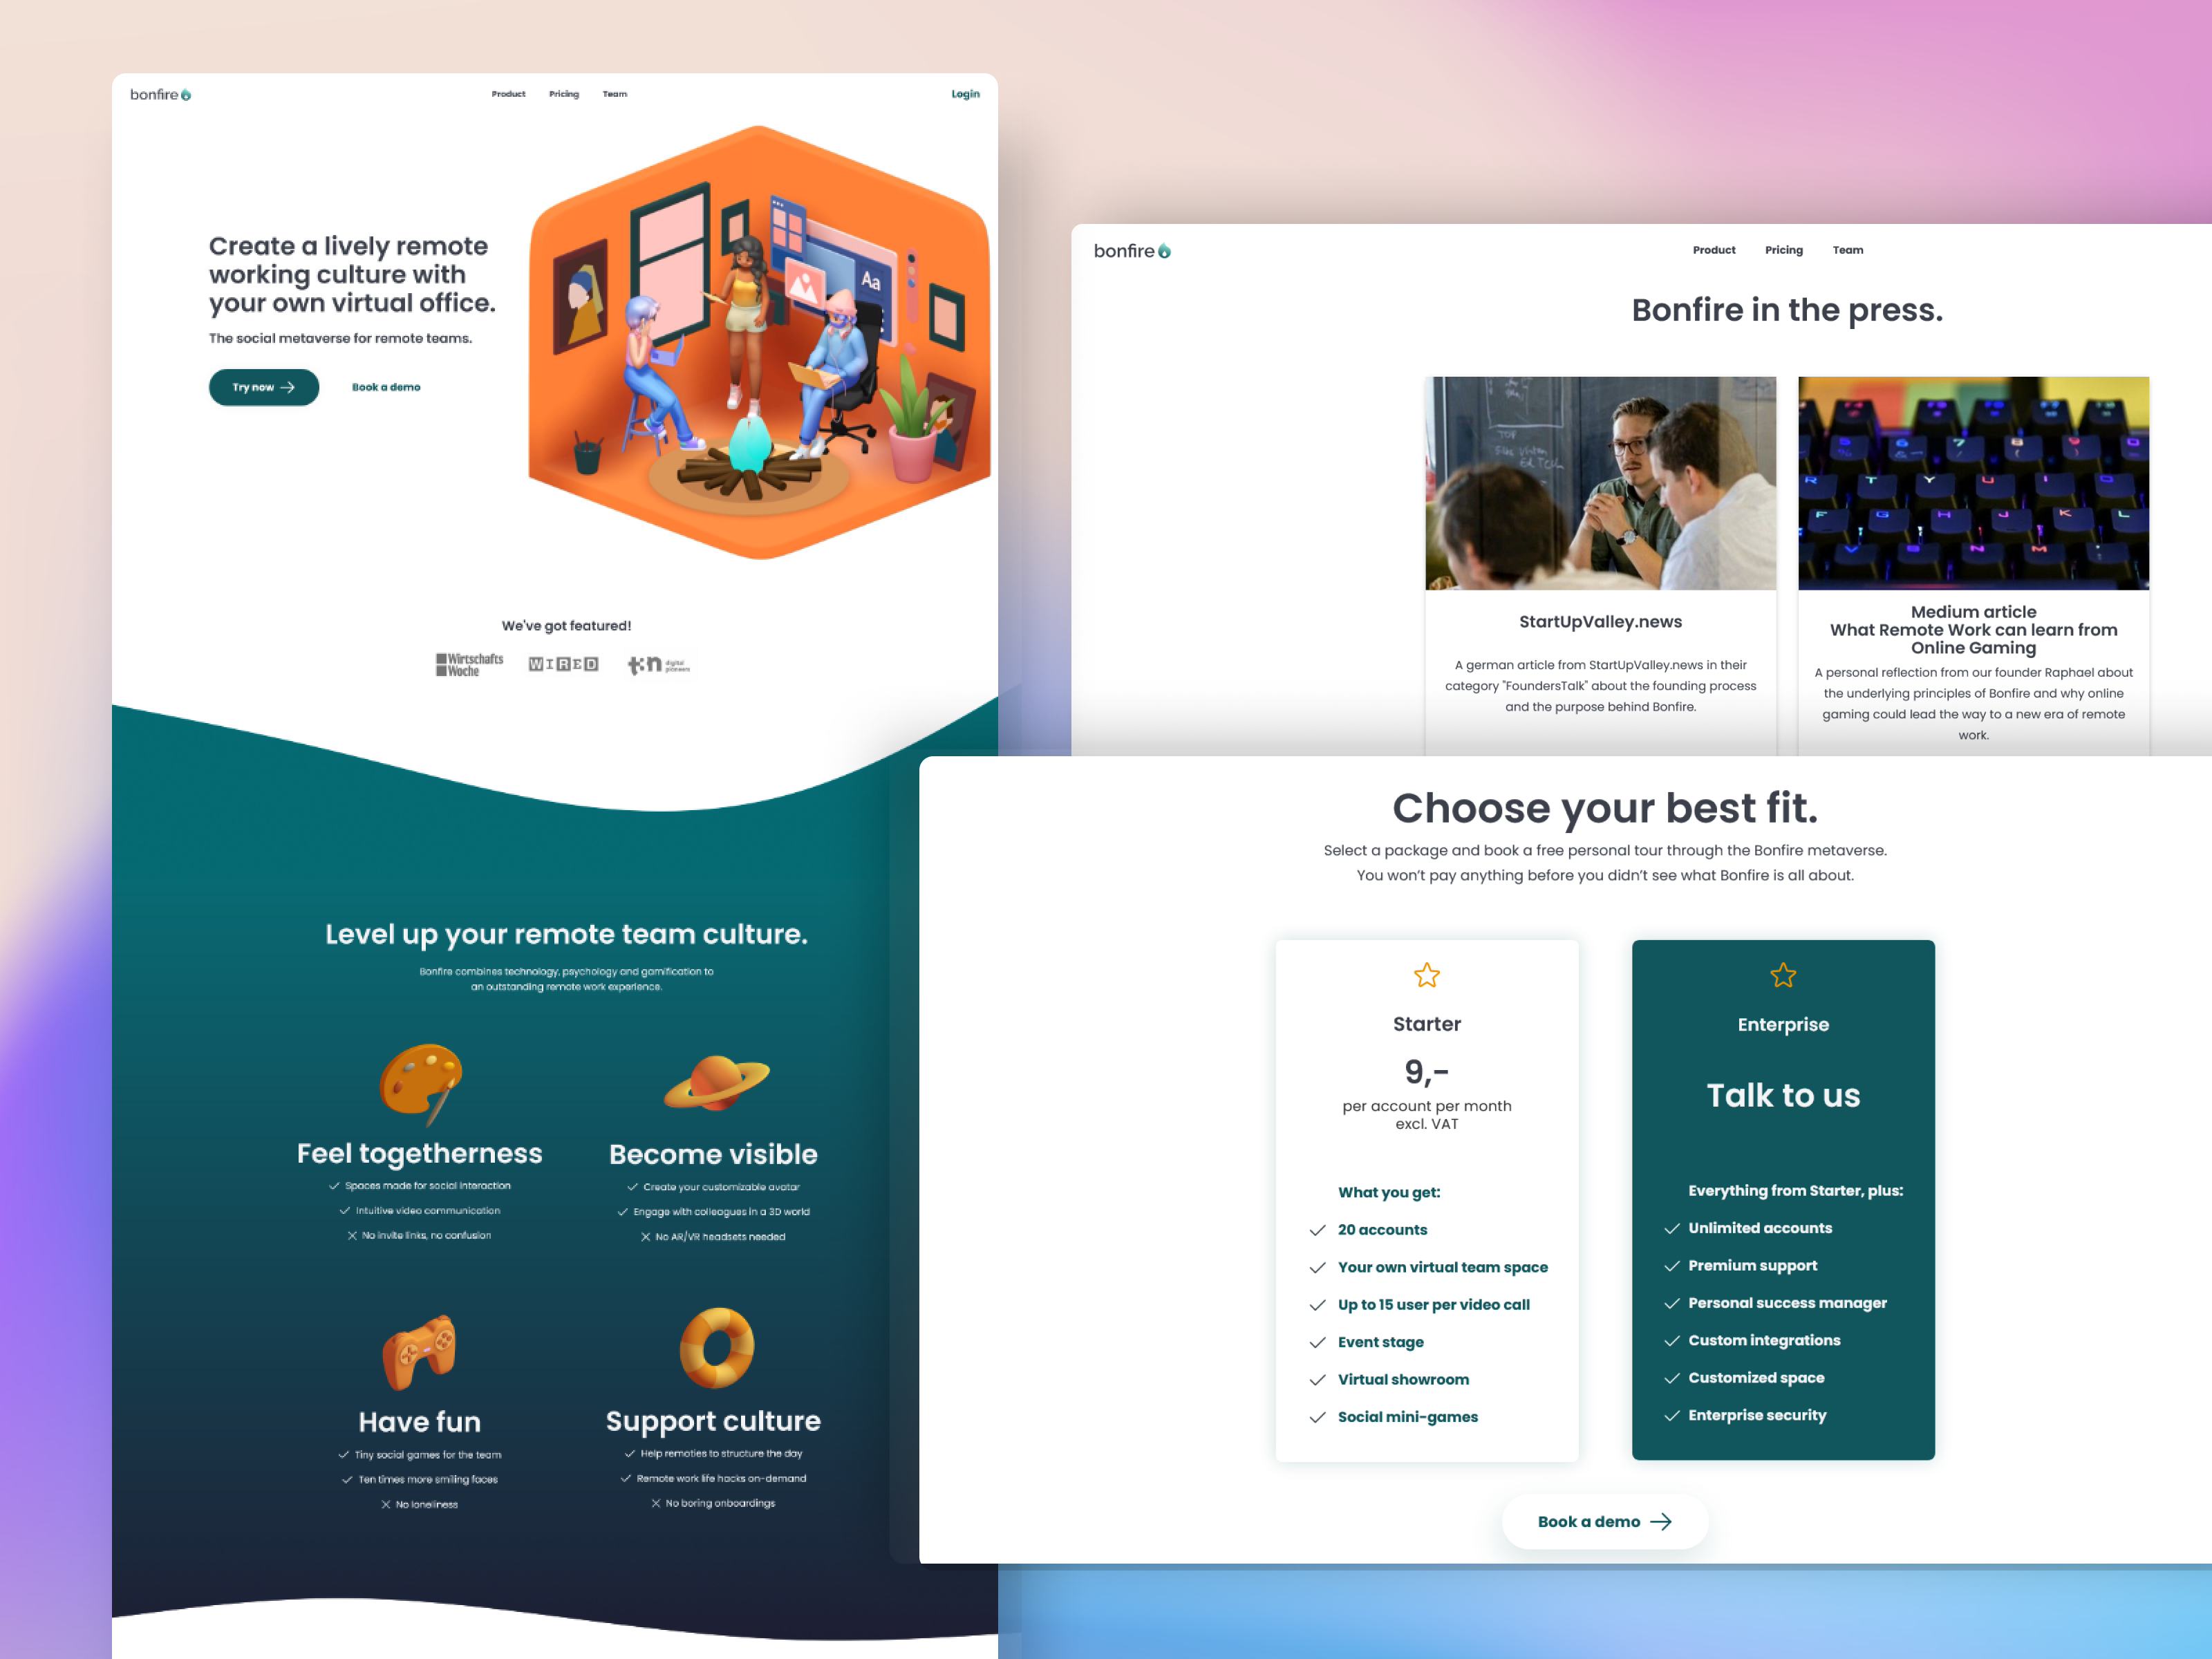 bonfire
Product Pricing Team
Login
Create a lively remote
working culture with
your own virtual office.
The social metaverse for remote teams.
Try now
Book a demo
Aa
We've got featured!
Wirtschafts
Woche
WIRED
t3n digital
pioneers
Level up your remote team culture.
Bonfire combines technology, psychology and gamification to
an outstanding remote work experience.
Feel togetherness
Spaces made for social interaction
Intuitive video communication
No invite links, no confusion
Become visible
Create your customizable avatar
Engage with colleagues in a 3D world
No AR/VR headsets needed
Have fun
Tiny social games for the team
Ten times more smiling faces
No loneliness
Support culture
Help remoties to structure the day
Remote work life hacks on-demand
No boring onboardings
bonfire
Product Pricing Team
Bonfire in the press.
TOP
6 7 8 9
R T Y U I O
F G H J K L
V B N M
StartUpValley.news
A german article from StartUpValley.news in their
category "FoundersTalk" about the founding process
and the purpose behind Bonfire.
Medium article
What Remote Work can learn from
Online Gaming
A personal reflection from our founder Raphael about
the underlying principles of Bonfire and why online
gaming could lead the way to a new era of remote
work.
Choose your best fit.
Select a package and book a free personal tour through the Bonfire metaverse.
You won't pay anything before you didn't see what Bonfire is all about.
Starter
9,-
per account per month
excl. VAT
What you get:
20 accounts
Your own virtual team space
Up to 15 user per video call
Event stage
Virtual showroom
Social mini-games
Enterprise
Talk to us
Everything from Starter, plus:
Unlimited accounts
Premium support
Personal success manager
Custom integrations
Customized space
Enterprise security
Book a demo